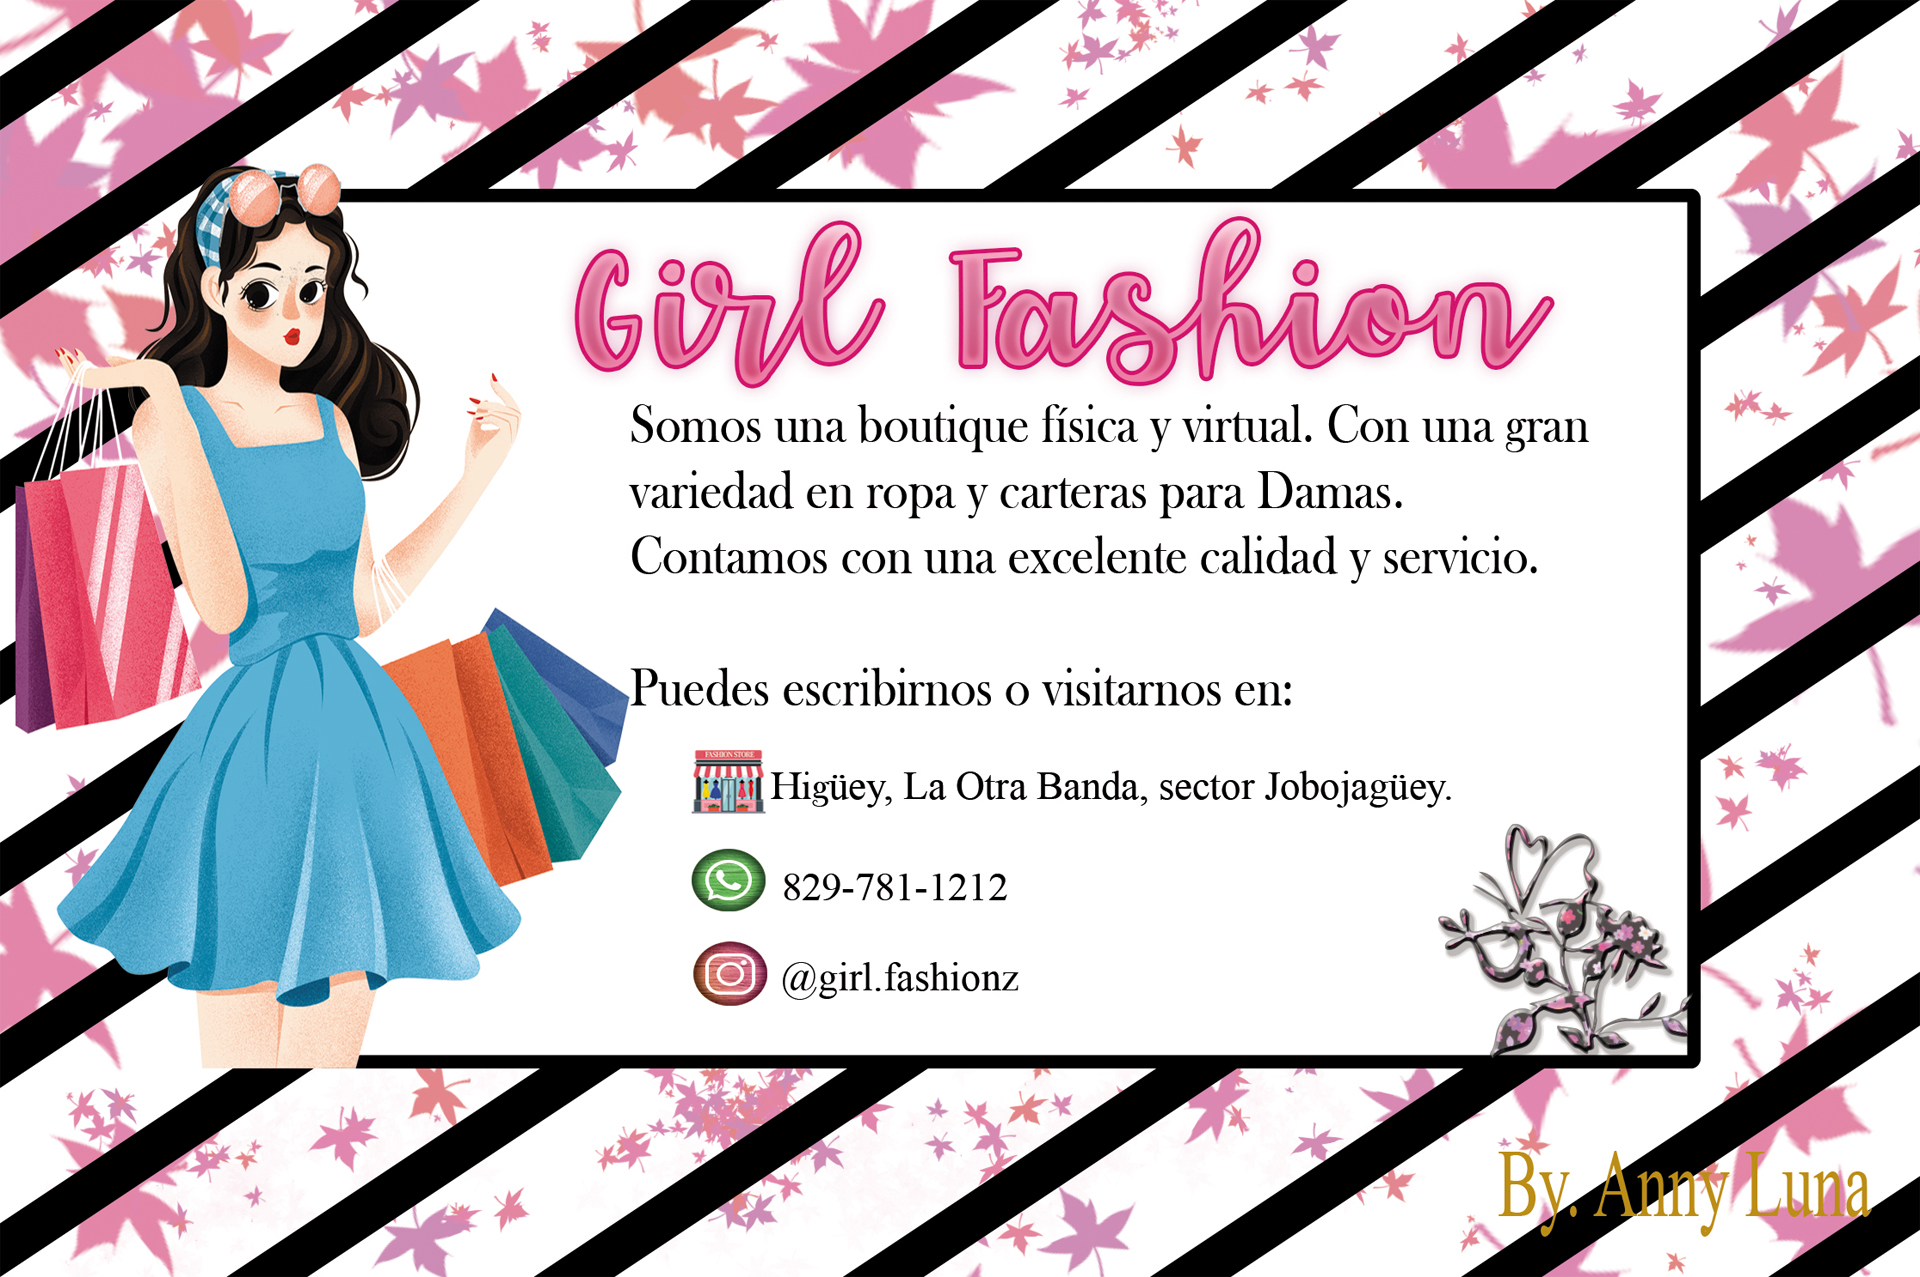 Girl Fashion
Somos una boutique física y virtual. Con una gran
variedad en ropa y carteras para Damas.
Contamos con una excelente calidad y servicio.
Puedes escribirnos o visitarnos en:
FASHION STORE
Higüey, La Otra Banda, sector Jobojagüey.
829-781-1212
@girl.fashionz
By. Anny Luna